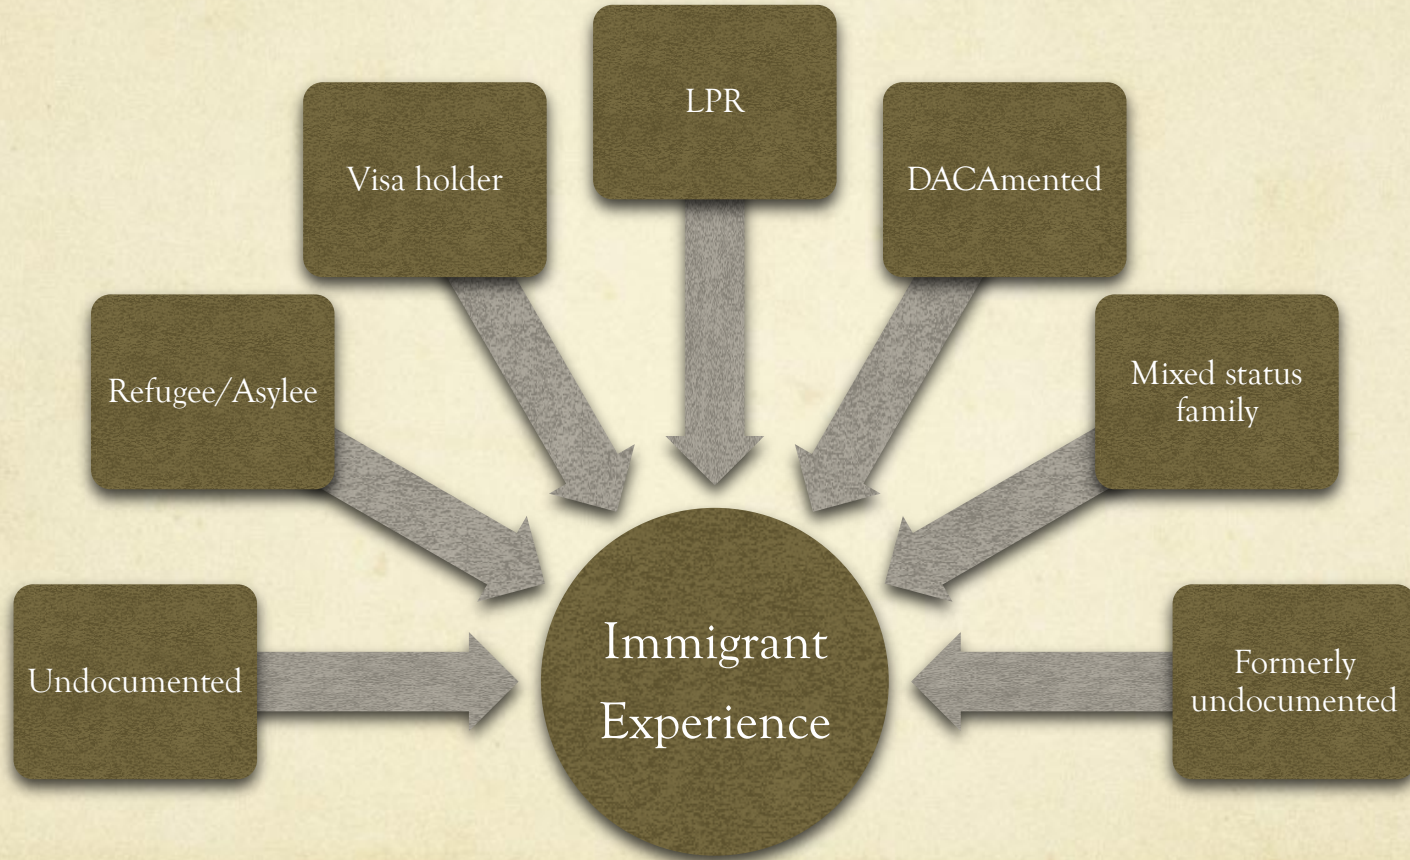 LPR
Visa holder
DACAmented
Refugee/Asylee
Mixed status
family
Undocumented
Immigrant
Experience
Formerly
undocumented